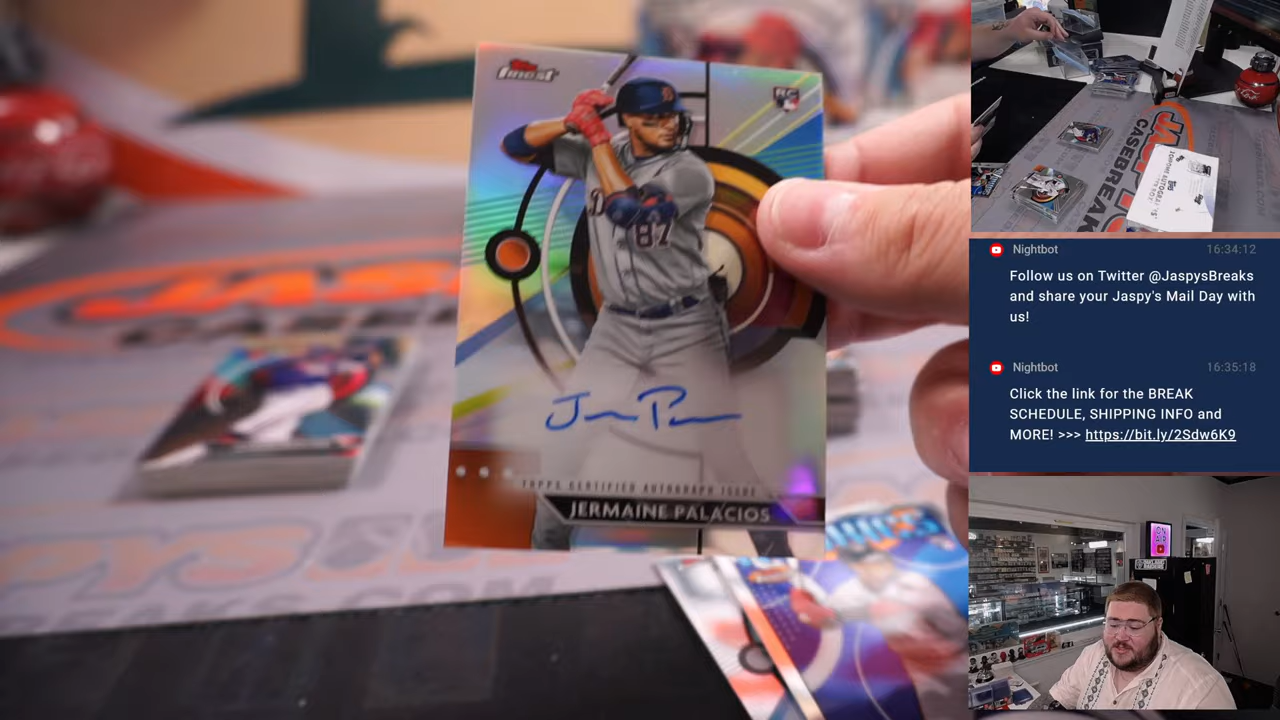 Topps
finest
RC
D
87
TOPPS CERTIFIED AUTOGRAPH ISSUE
JERMAINE PALACIOS
CASEBREAK
Nightbot
16:34:12
Follow us on Twitter @JaspysBreaks
and share your Jaspy's Mail Day with
us!
Nightbot
16:35:18
Click the link for the BREAK
SCHEDULE, SHIPPING INFO and
MORE! >>> https://bit.ly/2Sdw6K9